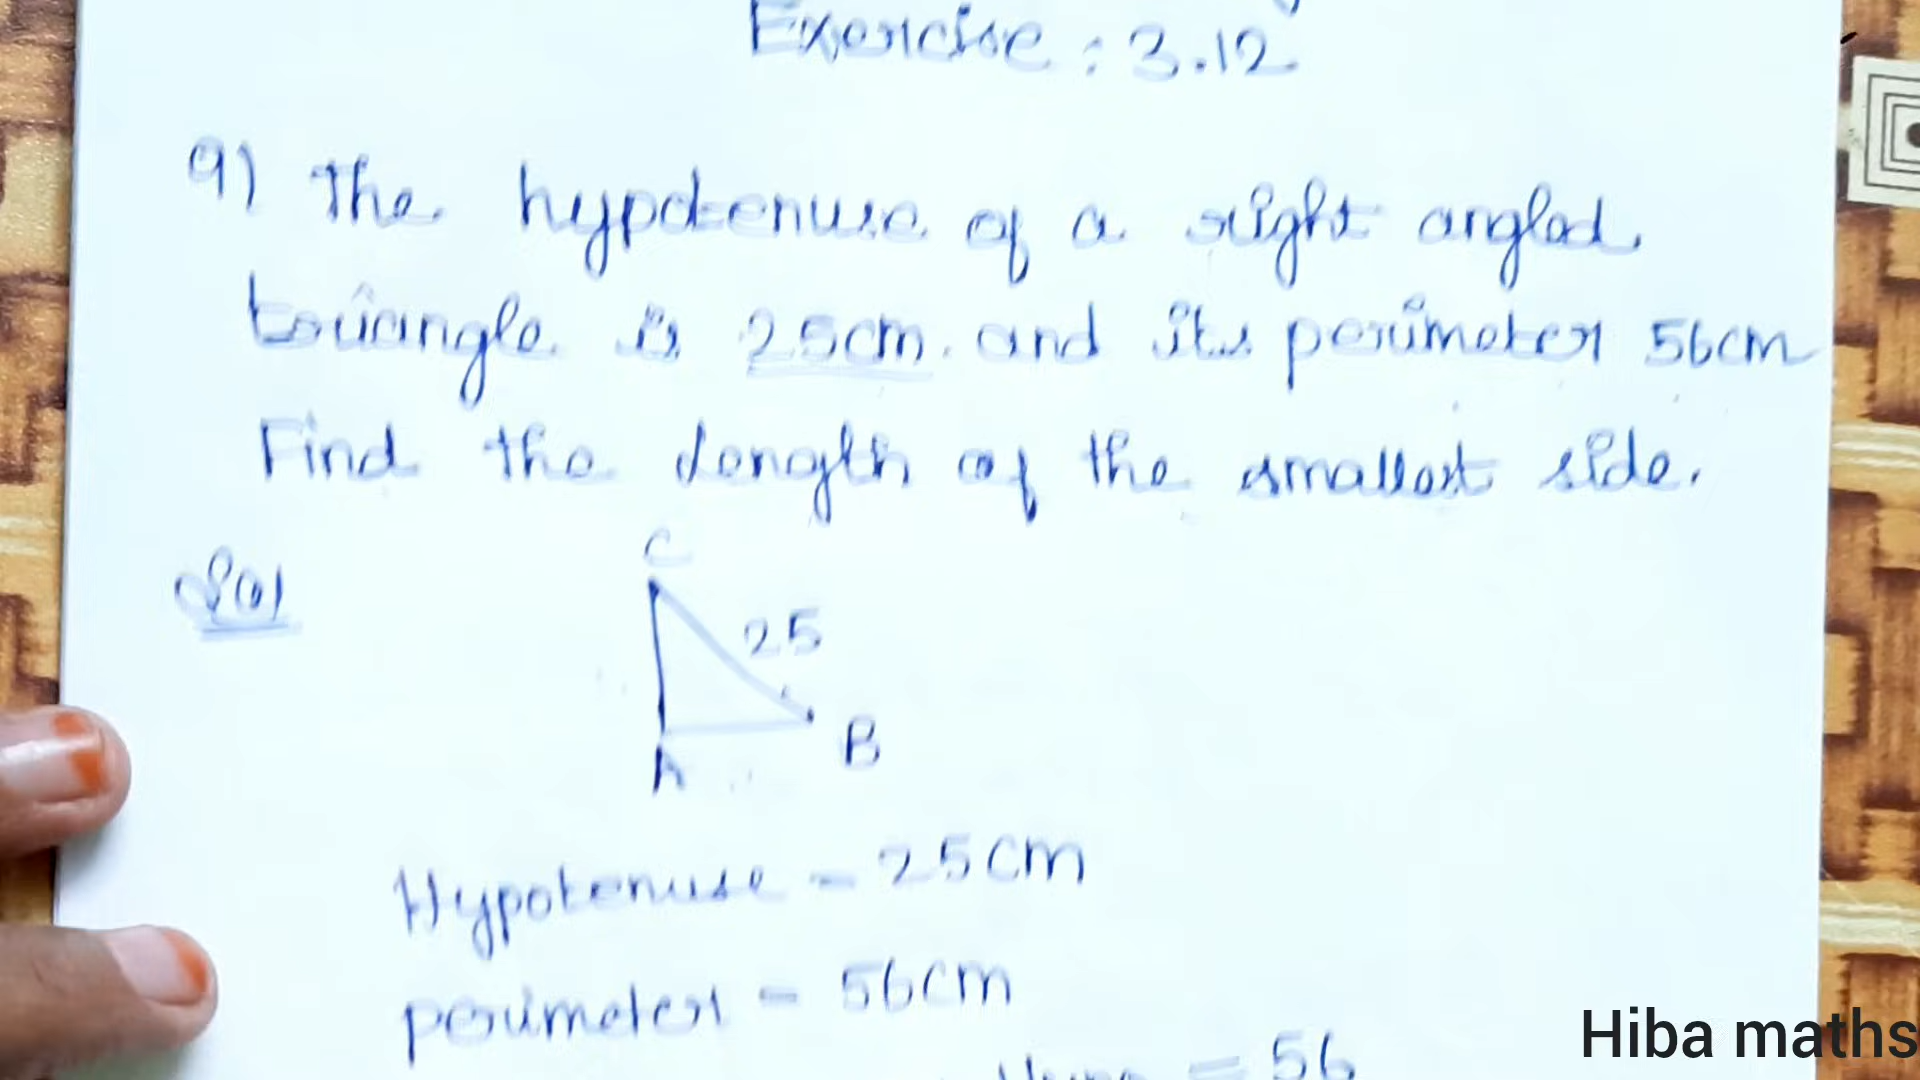 Exercise : 3.12
9) The hypotenuse of a right angled
triangle is 25cm and its perimeter 56cm
Find the length of the smallest side.
Sol
C
25
B
A
Hypotenuse = 25cm
perimeter = 56cm
= 56
Hiba maths